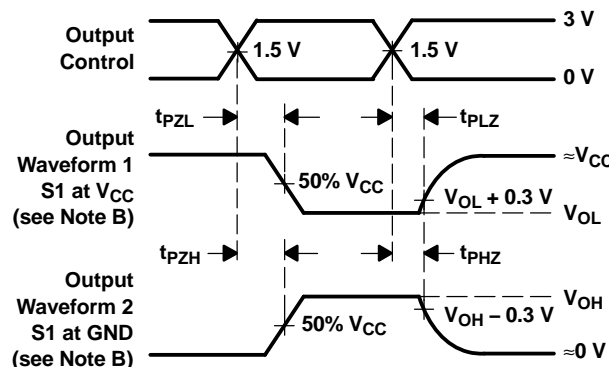 3 V
Output
Control
1.5 V
1.5 V
0 V
tPZL
tPLZ
Output
Waveform 1
S1 at VCC
(see Note B)
≈VCC
50% VCC
VOL + 0.3 V
VOL
tPZH
tPHZ
Output
Waveform 2
S1 at GND
(see Note B)
VOH
50% VCC
VOH − 0.3 V
≈0 V